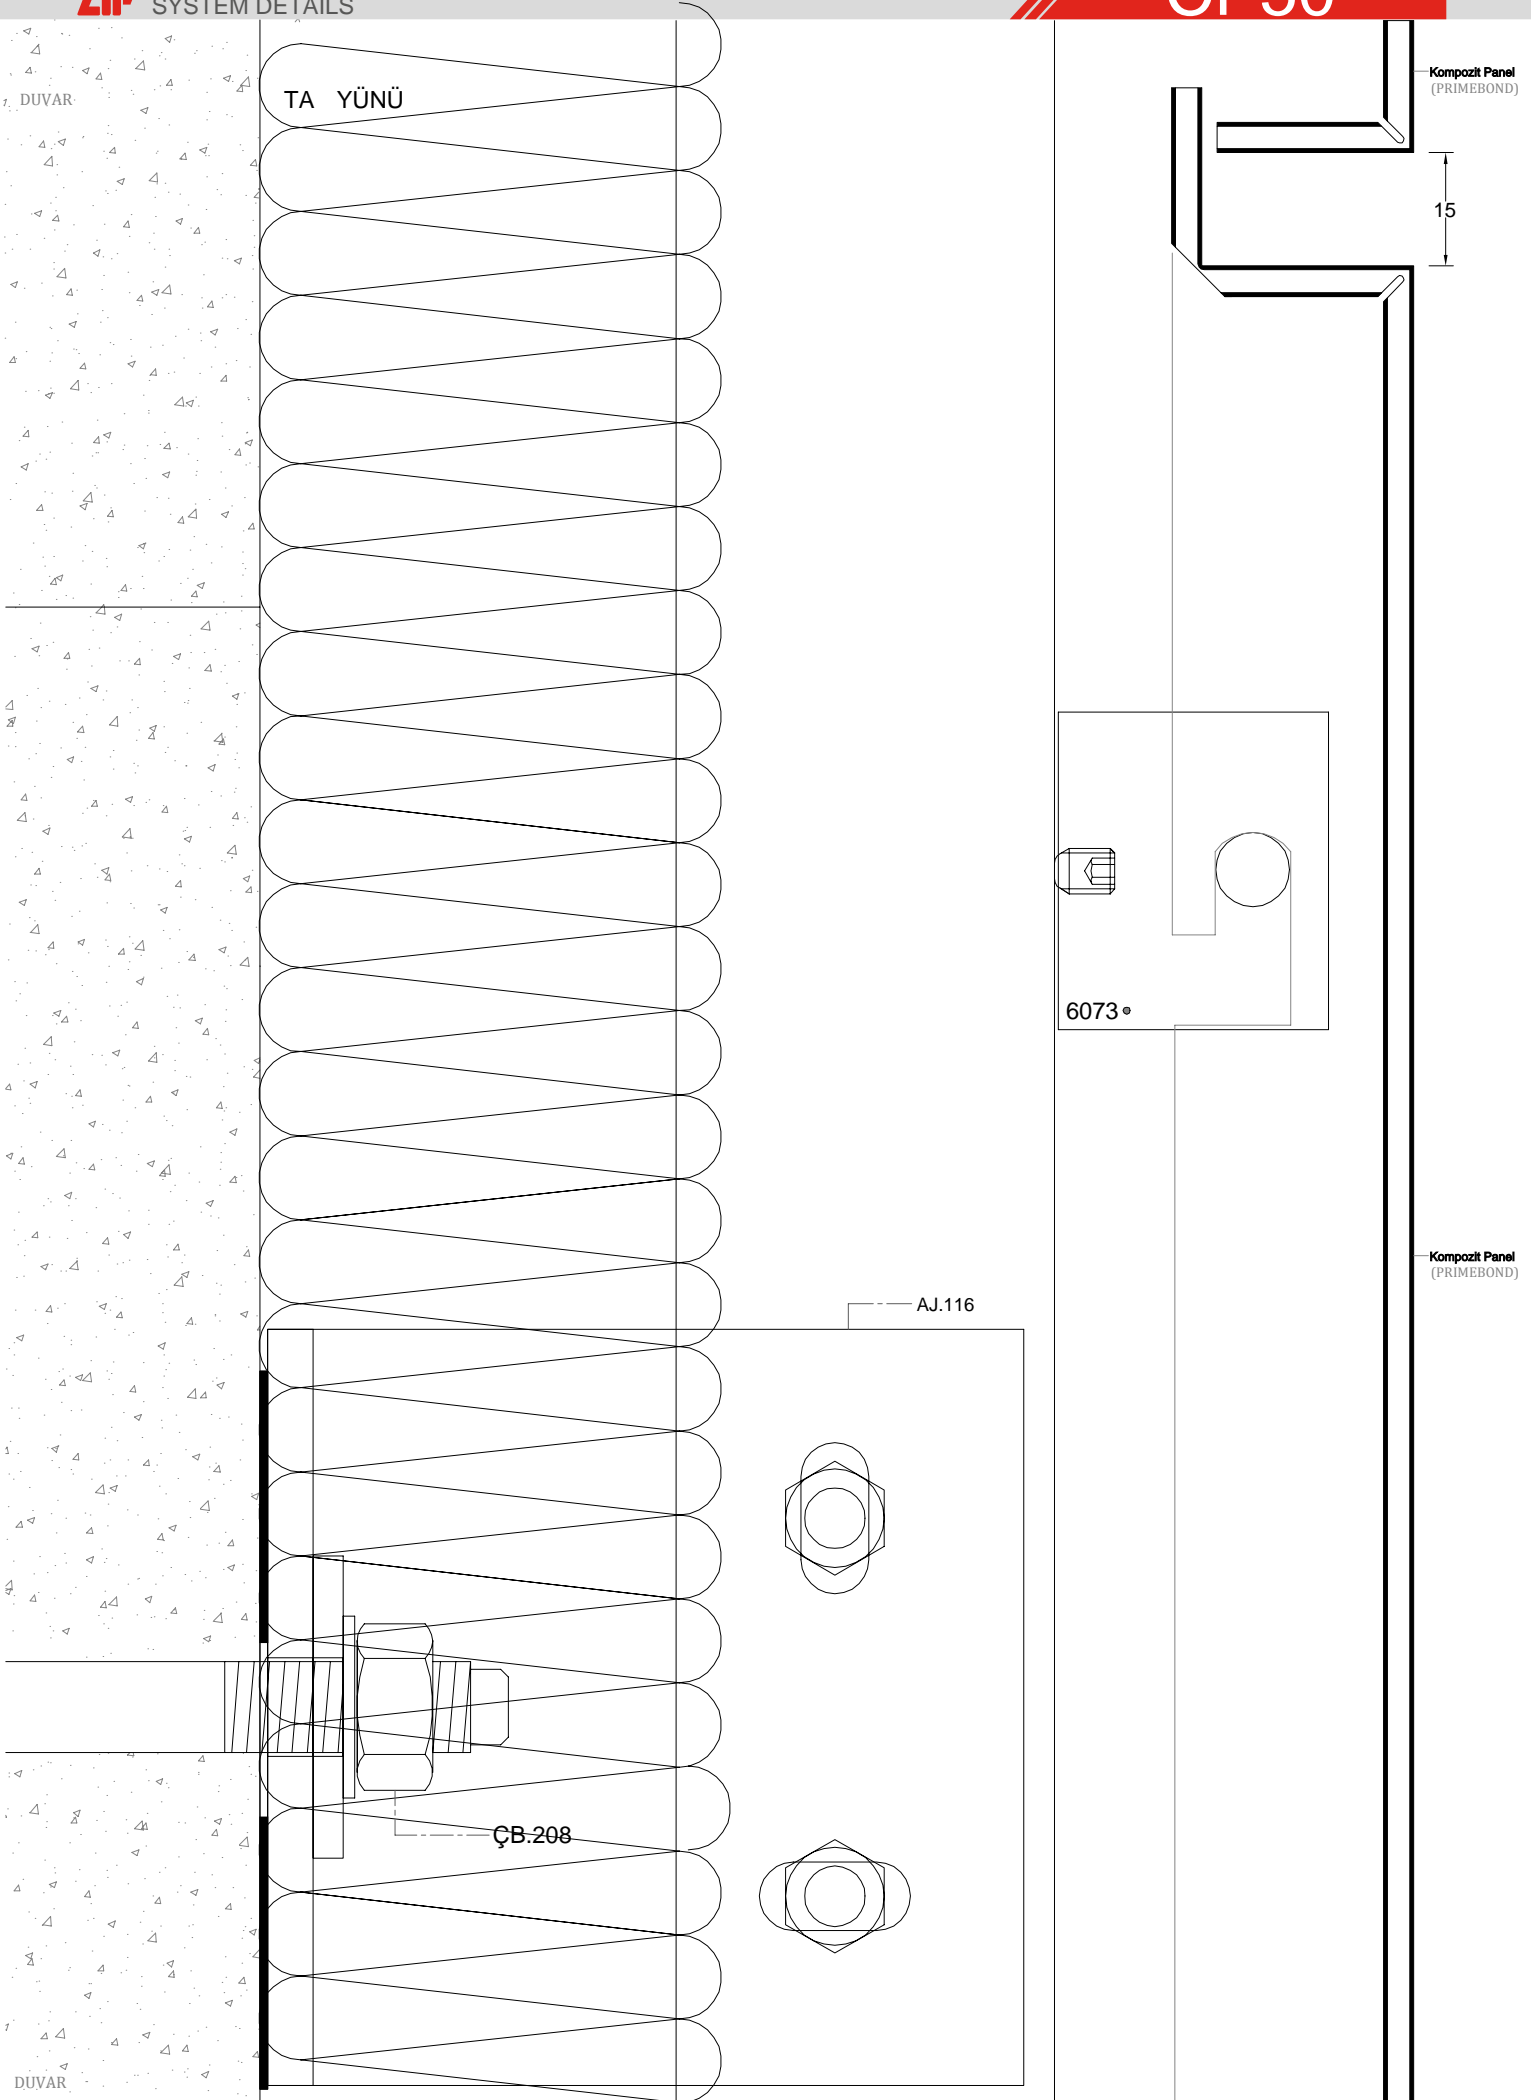 SYSTEM DETAILS
DUVAR
TA YÜNÜ
Kompozit Panel
(PRIMEBOND)
15
6073
Kompozit Panel
(PRIMEBOND)
AJ.116
ÇB.208
DUVAR